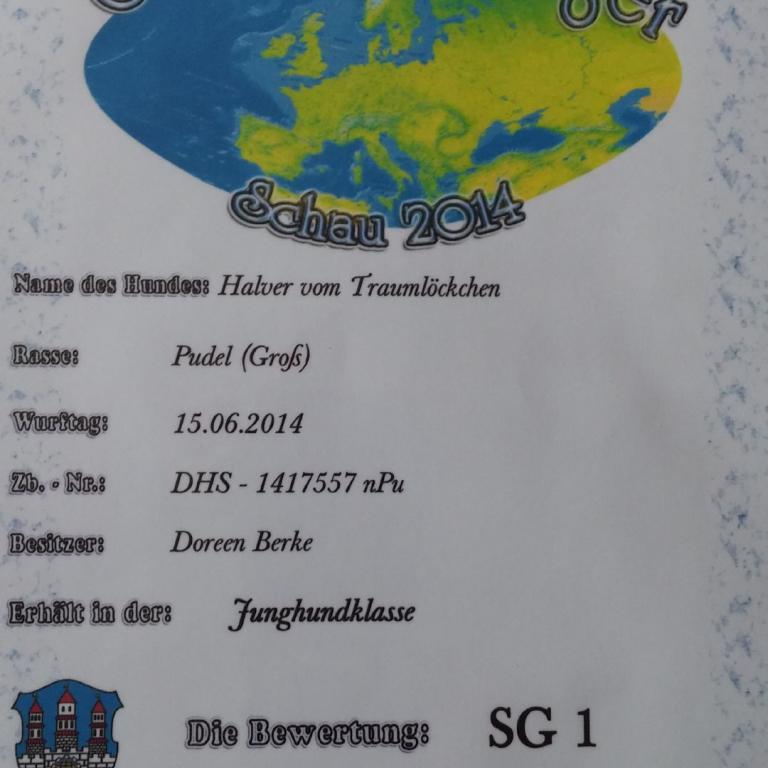 Schau 2014
Name des Hundes: Halver vom Traumlöckchen
Rasse: Pudel (Groß)
Wurftag: 15.06.2014
Zb. - Nr.: DHS - 1417557 nPu
Besitzer: Doreen Berke
Erhält in der: Junghundklasse
Die Bewertung: SG 1